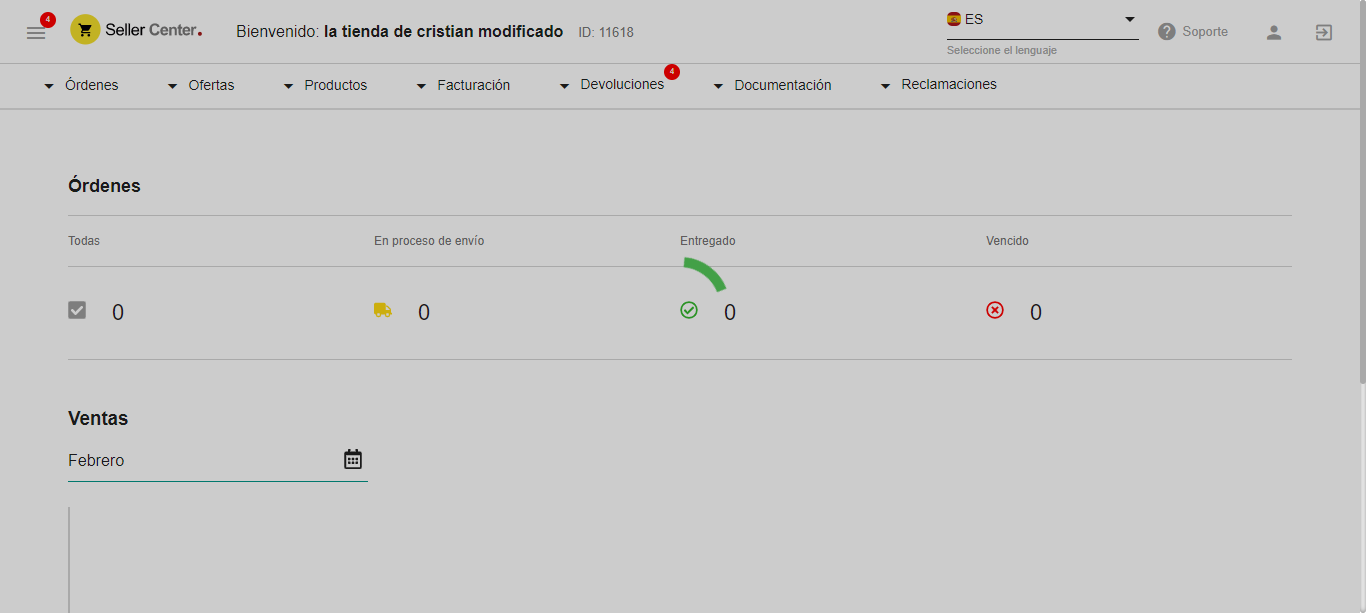 4
Seller Center.
Bienvenido: la tienda de cristian modificado ID: 11618
ES
Seleccione el lenguaje
Soporte
Órdenes
Ofertas
Productos
Facturación
Devoluciones
4
Documentación
Reclamaciones
Órdenes
Todas
En proceso de envío
Entregado
Vencido
0
0
0
0
Ventas
Febrero